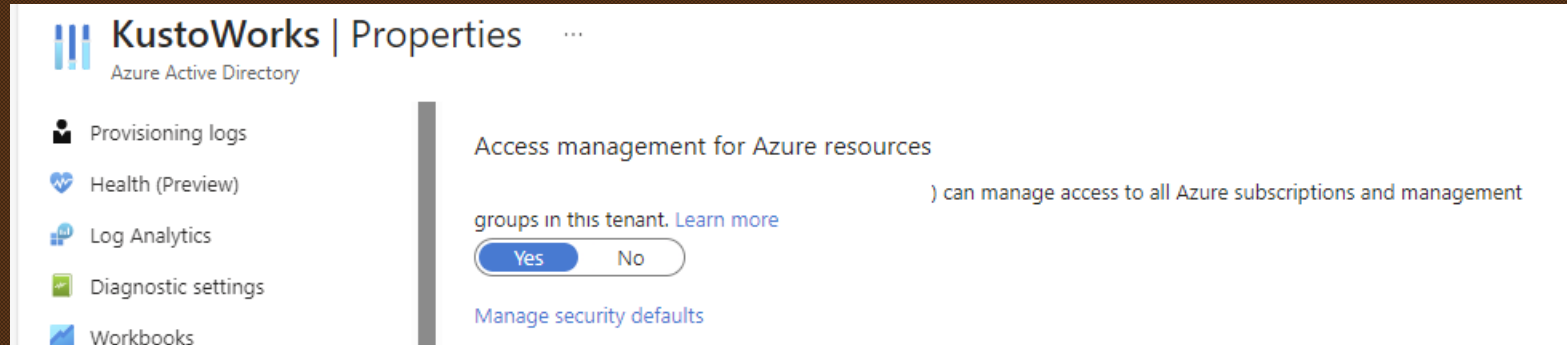 KustoWorks | Properties ...
Azure Active Directory
Provisioning logs
Health (Preview)
Log Analytics
Diagnostic settings
Workbooks
Access management for Azure resources
) can manage access to all Azure subscriptions and management
groups in this tenant. Learn more
Yes No
Manage security defaults